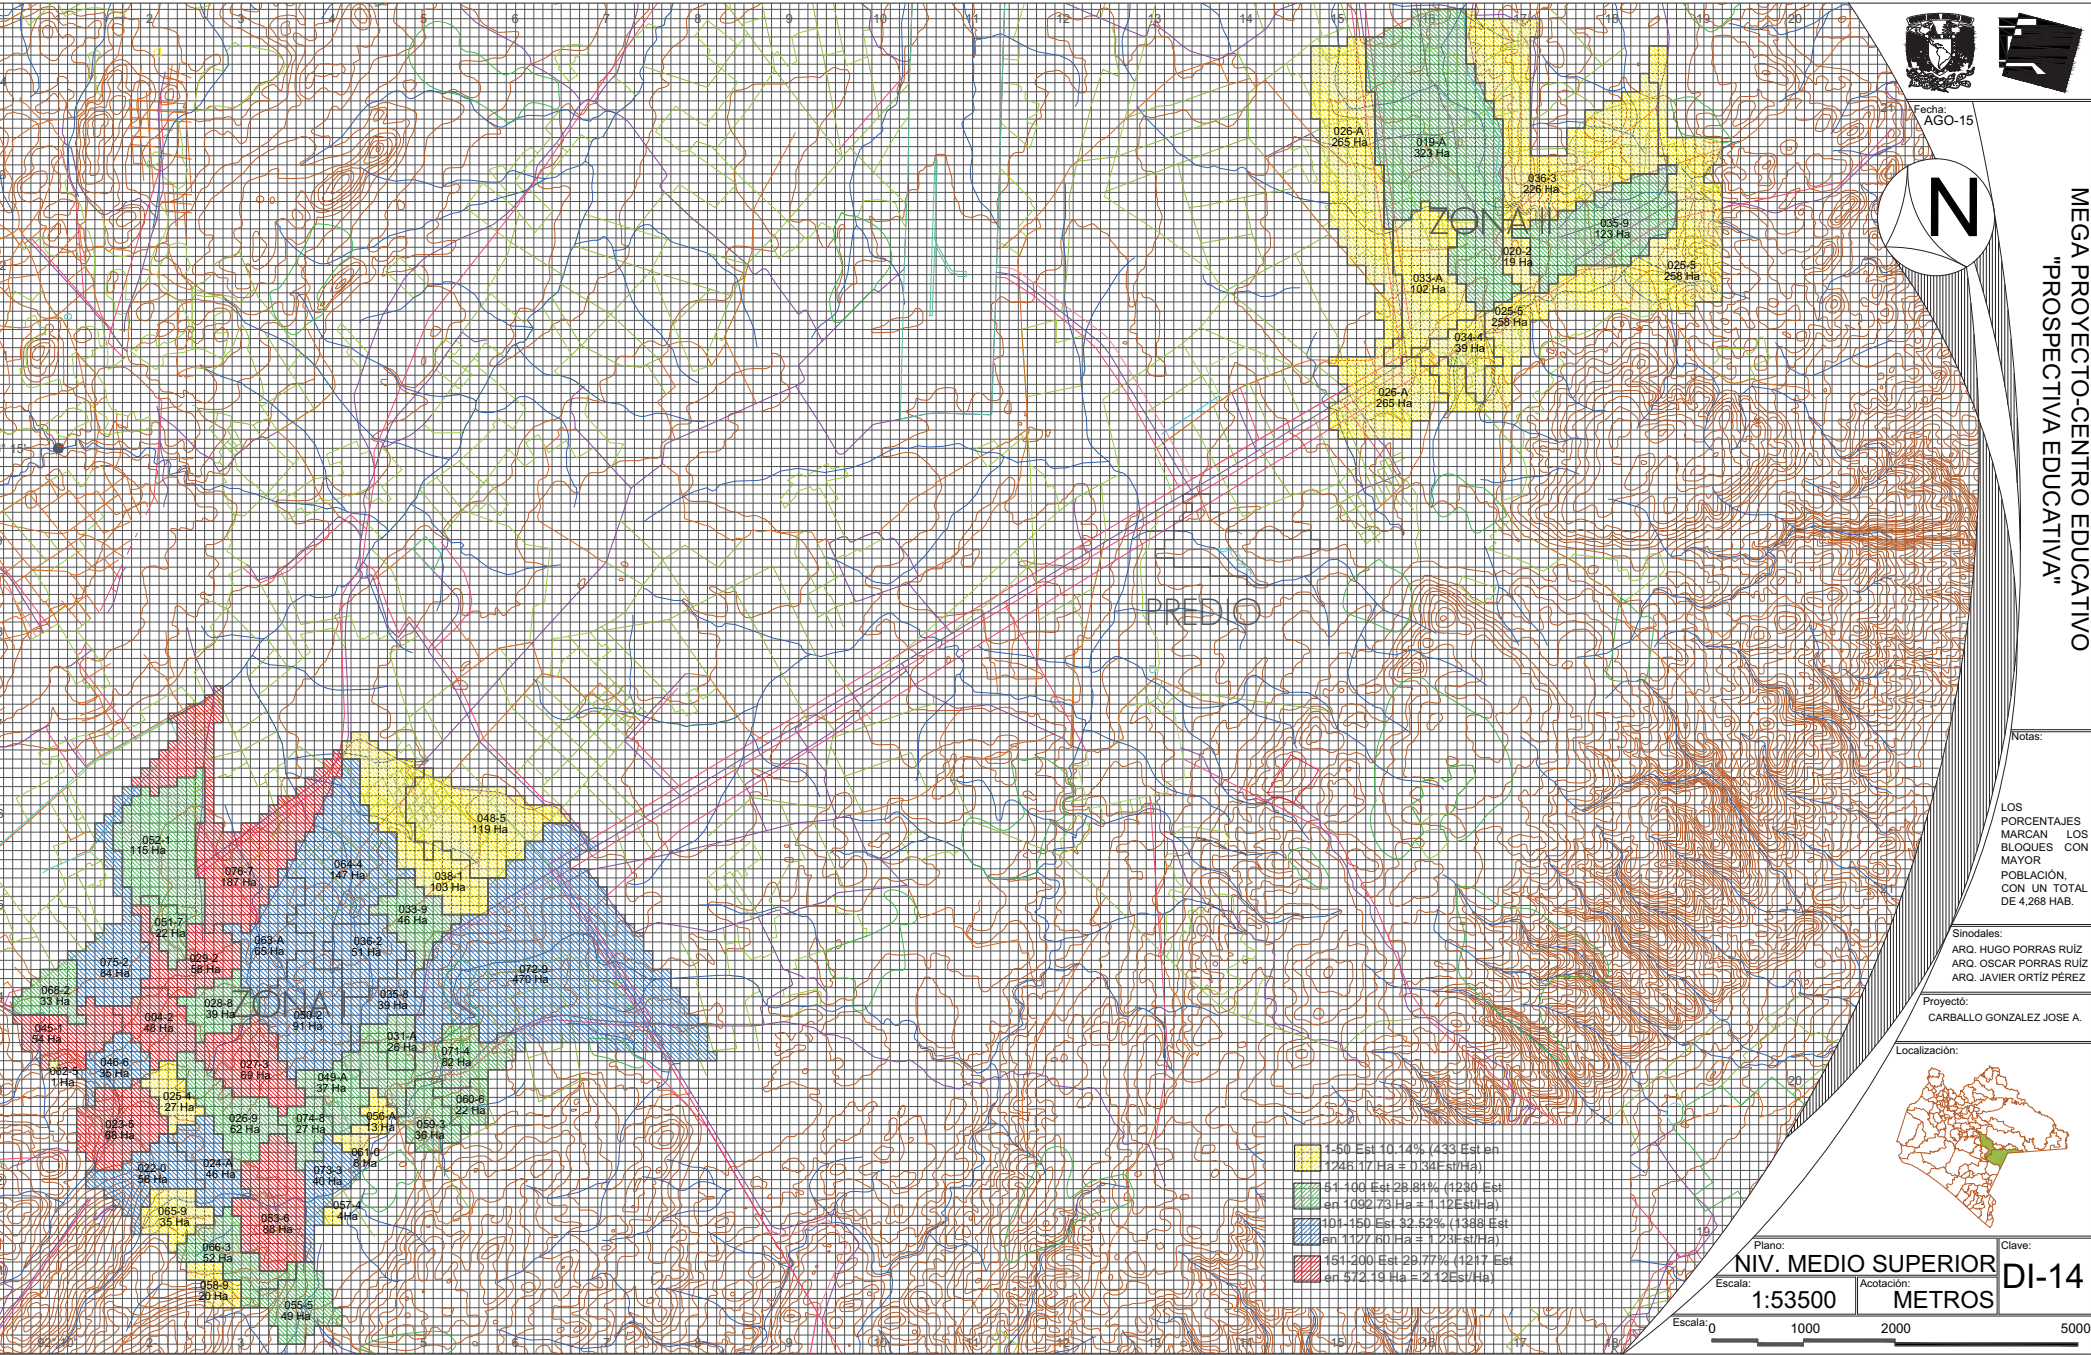 Fecha:
AGO-15
N
MEGA PROYECTO-CENTRO EDUCATIVO
"PROSPECTIVA EDUCATIVA"
Notas:
LOS
PORCENTAJES
MARCAN LOS
BLOQUES CON
MAYOR
POBLACIÓN,
CON UN TOTAL
DE 4,268 HAB.
Sinodales:
ARQ. HUGO PORRAS RUÍZ
ARQ. OSCAR PORRAS RUÍZ
ARQ. JAVIER ORTÍZ PÉREZ
Proyectó:
CARBALLO GONZALEZ JOSE A.
Localización:
Plano:
NIV. MEDIO SUPERIOR
Clave:
DI-14
Escala:
1:53500
Acotación:
METROS
Escala: 0 1000 2000 5000
ZONA II
026-A
265 Ha
019-A
323 Ha
036-3
226 Ha
035-9
123 Ha
020-2
19 Ha
025-5
258 Ha
033-A
102 Ha
025-5
258 Ha
034-4
39 Ha
026-A
265 Ha
PREDIO
ZONA I
052-1
115 Ha
076-7
187 Ha
064-4
147 Ha
048-5
119 Ha
038-1
103 Ha
033-9
46 Ha
051-7
22 Ha
063-A
65 Ha
036-2
51 Ha
029-2
58 Ha
075-2
84 Ha
072-9
470 Ha
068-2
33 Ha
028-8
39 Ha
035-8
39 Ha
004-2
48 Ha
050-2
91 Ha
045-1
54 Ha
031-A
26 Ha
071-4
62 Ha
046-6
35 Ha
062-5
1 Ha
027-3
69 Ha
049-A
37 Ha
025-4
27 Ha
060-6
22 Ha
023-5
68 Ha
026-9
62 Ha
074-8
27 Ha
056-A
13 Ha
059-3
36 Ha
061-0
6 Ha
022-0
56 Ha
024-A
46 Ha
073-3
40 Ha
065-9
35 Ha
053-6
88 Ha
057-4
4Ha
066-3
52 Ha
058-9
20 Ha
055-5
49 Ha
1-50 Est 10.14% (433 Est en
1246.17 Ha = 0.34Est/Ha)
51-100 Est 28.81% (1230 Est
en 1092.73 Ha = 1.12Est/Ha)
101-150 Est 32.52% (1388 Est
en 1127.60 Ha = 1.23Est/Ha)
151-200 Est 29.77% (1217 Est
en 572.19 Ha = 2.12Est/Ha)